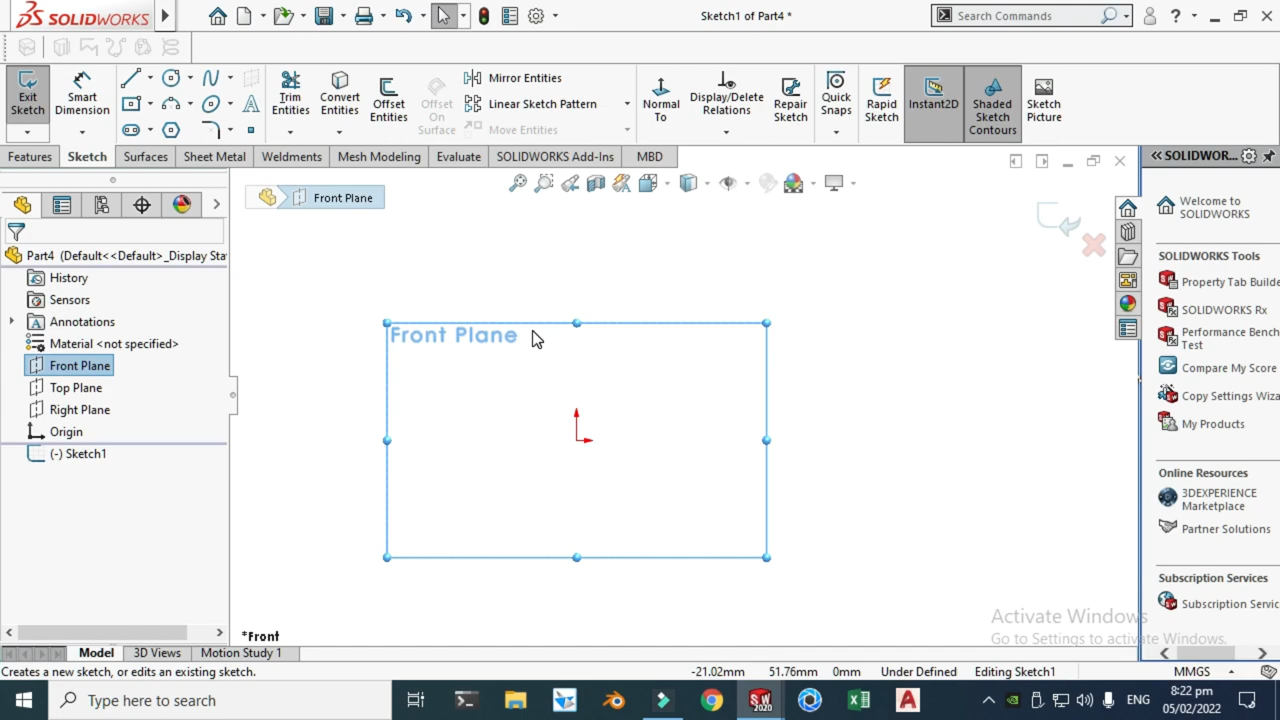 SOLIDWORKS
Sketch1 of Part4 *
Search Commands
Exit Sketch
Smart Dimension
Trim Entities
Convert Entities
Offset Entities
Offset On Surface
Mirror Entities
Linear Sketch Pattern
Move Entities
Normal To
Display/Delete Relations
Repair Sketch
Quick Snaps
Rapid Sketch
Instant2D
Shaded Sketch Contours
Sketch Picture
Features
Sketch
Surfaces
Sheet Metal
Weldments
Mesh Modeling
Evaluate
SOLIDWORKS Add-Ins
MBD
Front Plane
SOLIDWOR...
Part4 (Default<<Default>_Display Sta
History
Sensors
Annotations
Material <not specified>
Front Plane
Top Plane
Right Plane
Origin
(-) Sketch1
Front Plane
*Front
Welcome to
SOLIDWORKS
SOLIDWORKS Tools
Property Tab Builde
SOLIDWORKS Rx
Performance Bench
Test
Compare My Score
Copy Settings Wiza
My Products
Online Resources
3DEXPERIENCE
Marketplace
Partner Solutions
Subscription Services
Subscription Servic
Activate Windows
Go to Settings to activate Windows.
Model
3D Views
Motion Study 1
Creates a new sketch, or edits an existing sketch.
-21.02mm
51.76mm
0mm
Under Defined
Editing Sketch1
MMGS
Type here to search
SW
2020
ENG
8:22 pm
05/02/2022